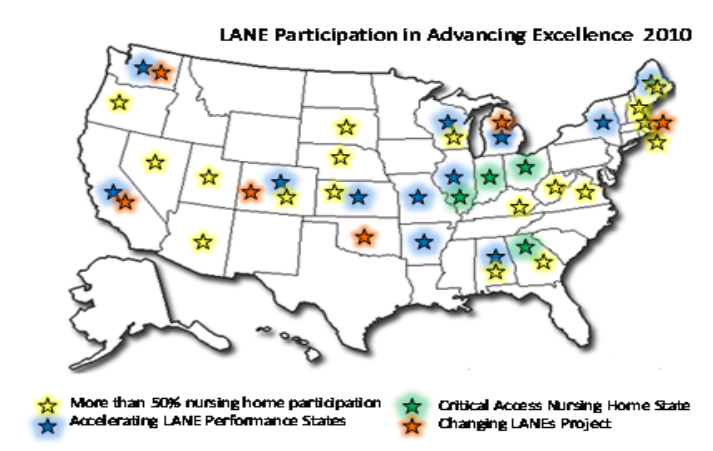 LANE Participation in Advancing Excellence 2010
More than 50% nursing home participation
Accelerating LANE Performance States
Critical Access Nursing Home State
Changing LANEs Project